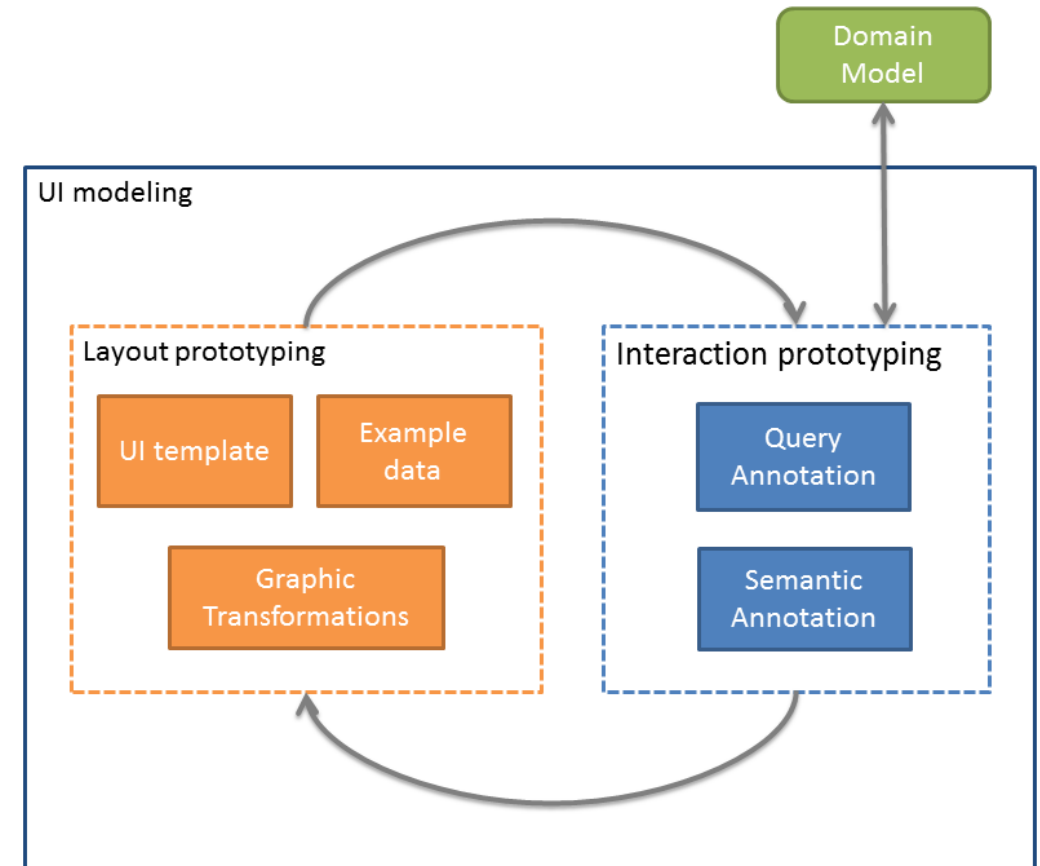 Domain
Model
UI modeling
Layout prototyping
UI template
Example
data
Graphic
Transformations
Interaction prototyping
Query
Annotation
Semantic
Annotation